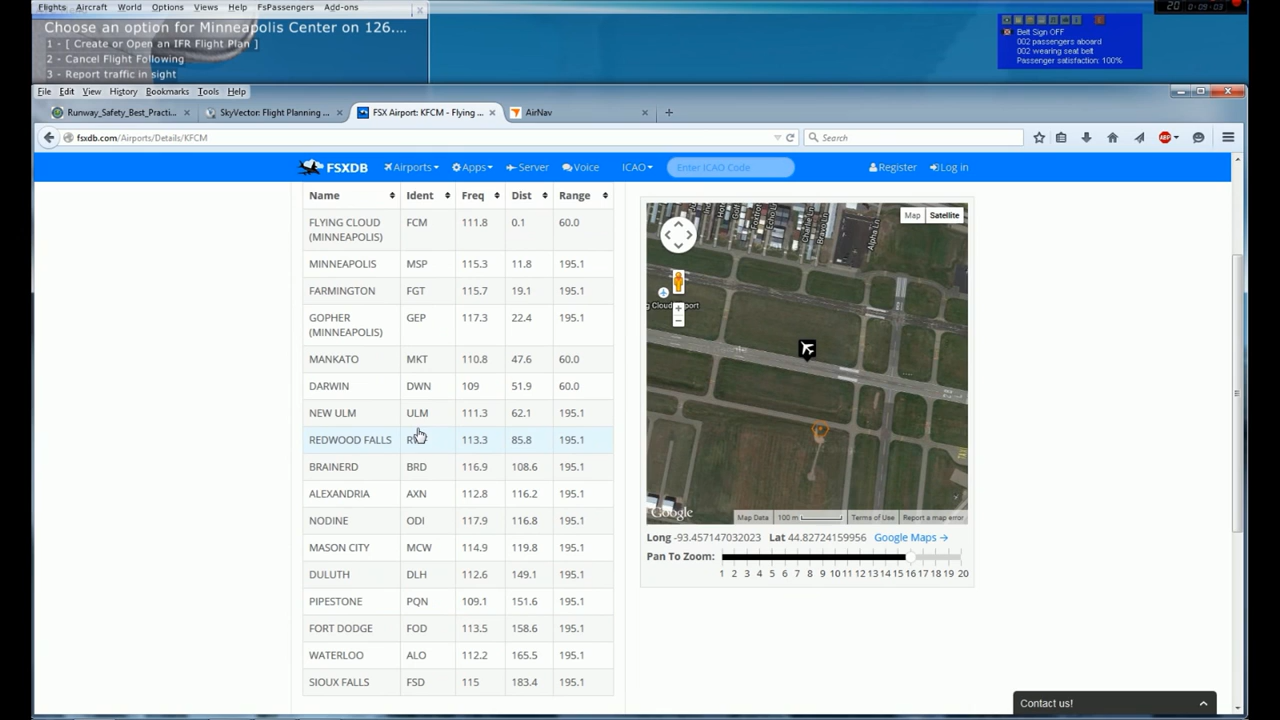 Flights Aircraft World Options Views Help FsPassengers Add-ons
Choose an option for Minneapolis Center on 126....
1 - [ Create or Open an IFR Flight Plan ]
2 - Cancel Flight Following
3 - Report traffic in sight
Belt Sign OFF
002 passengers aboard
002 wearing seat belt
Passenger satisfaction: 100%
File Edit View History Bookmarks Tools Help
Runway_Safety_Best_Practi...
SkyVector: Flight Planning ...
FSX Airport: KFCM - Flying ...
AirNav
fsxdb.com/Airports/Details/KFCM
Search
FSXDB Airports Apps Server Voice ICAO Enter ICAO Code Register Log in
Name Ident Freq Dist Range
FLYING CLOUD (MINNEAPOLIS) FCM 111.8 0.1 60.0
MINNEAPOLIS MSP 115.3 11.8 195.1
FARMINGTON FGT 115.7 19.1 195.1
GOPHER (MINNEAPOLIS) GEP 117.3 22.4 195.1
MANKATO MKT 110.8 47.6 60.0
DARWIN DWN 109 51.9 60.0
NEW ULM ULM 111.3 62.1 195.1
REDWOOD FALLS 113.3 85.8 195.1
BRAINERD BRD 116.9 108.6 195.1
ALEXANDRIA AXN 112.8 116.2 195.1
NODINE ODI 117.9 116.8 195.1
MASON CITY MCW 114.9 119.8 195.1
DULUTH DLH 112.6 149.1 195.1
PIPESTONE PQN 109.1 151.6 195.1
FORT DODGE FOD 113.5 158.6 195.1
WATERLOO ALO 112.2 165.5 195.1
SIOUX FALLS FSD 115 183.4 195.1
Map Satellite
Charlie Ln
Bravo Ln
Alpha Ln
Google
Map Data 100 m Terms of Use Report a map error
Long -93.457147032023 Lat 44.82724159956 Google Maps →
Pan To Zoom:
1 2 3 4 5 6 7 8 9 10 11 12 13 14 15 16 17 18 19 20
Contact us!